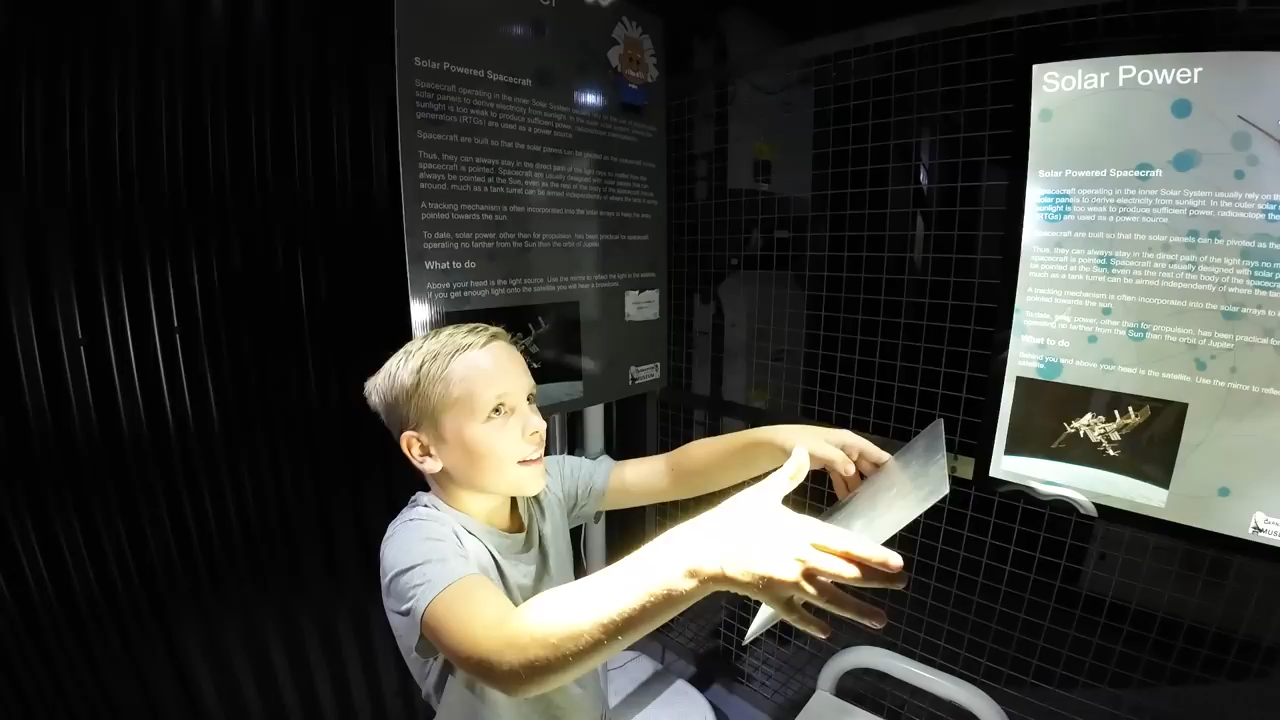 Solar Powered Spacecraft
Spacecraft operating in the inner Solar System usually rely on the use of
solar panels to derive electricity from sunlight. In the outer solar system,
sunlight is too weak to produce sufficient power, radioisotope
generators (RTGs) are used as a power source.
Spacecraft are built so that the solar panels can be pivoted as the spacecraft moves.
Thus, they can always stay in the direct path of the light rays no matter how the
spacecraft is pointed. Spacecraft are usually designed with solar panels that can
always be pointed at the Sun, even as the rest of the body of the spacecraft moves
around, much as a tank turret can be aimed independently of where the tank is going.
A tracking mechanism is often incorporated into the solar arrays to keep the array
pointed towards the sun.
To date, solar power, other than for propulsion, has been practical for spacecraft
operating no farther from the Sun than the orbit of Jupiter.
What to do
Above your head is the light source. Use the mirror to reflect the light to the satellite.
If you get enough light onto the satellite you will hear a broadcast.
MUSEUM
Solar Power
Solar Powered Spacecraft
Spacecraft operating in the inner Solar System usually rely on th
solar panels to derive electricity from sunlight. In the outer solar
sunlight is too weak to produce sufficient power, radioisotope the
(RTGs) are used as a power source.
Spacecraft are built so that the solar panels can be pivoted as the
Thus, they can always stay in the direct path of the light rays no m
spacecraft is pointed. Spacecraft are usually designed with solar p
be pointed at the Sun, even as the rest of the body of the spacecra
much as a tank turret can be aimed independently of where the tank
A tracking mechanism is often incorporated into the solar arrays to k
pointed towards the sun.
To date, solar power, other than for propulsion, has been practical for
operating no farther from the Sun than the orbit of Jupiter.
What to do
Behind you and above your head is the satellite. Use the mirror to refle
satellite.
MUSE